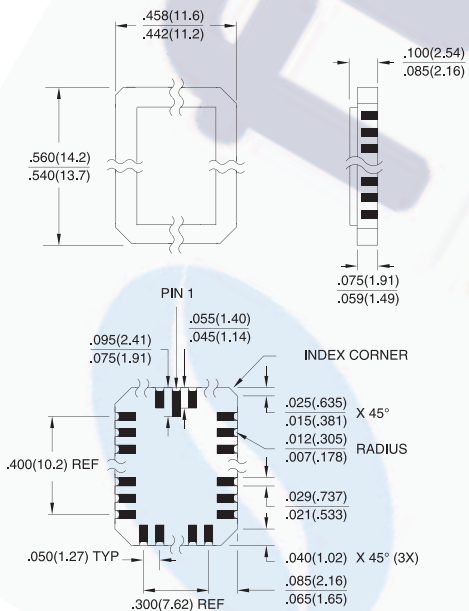 .458(11.6)
.442(11.2)
.100(2.54)
.085(2.16)
.560(14.2)
.540(13.7)
.075(1.91)
.059(1.49)
PIN 1
.055(1.40)
.045(1.14)
.095(2.41)
.075(1.91)
INDEX CORNER
.025(.635)
.015(.381)
X 45°
.012(.305)
.007(.178)
RADIUS
.400(10.2) REF
.029(.737)
.021(.533)
.050(1.27) TYP
.040(1.02) X 45° (3X)
.085(2.16)
.065(1.65)
.300(7.62) REF